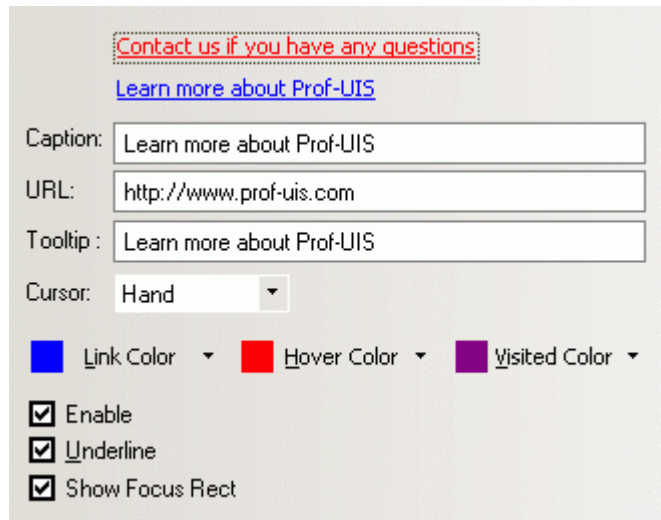 Contact us if you have any questions
Learn more about Prof-UIS
Caption: Learn more about Prof-UIS
URL: http://www.prof-uis.com
Tooltip : Learn more about Prof-UIS
Cursor: Hand
Link Color Hover Color Visited Color
Enable
Underline
Show Focus Rect